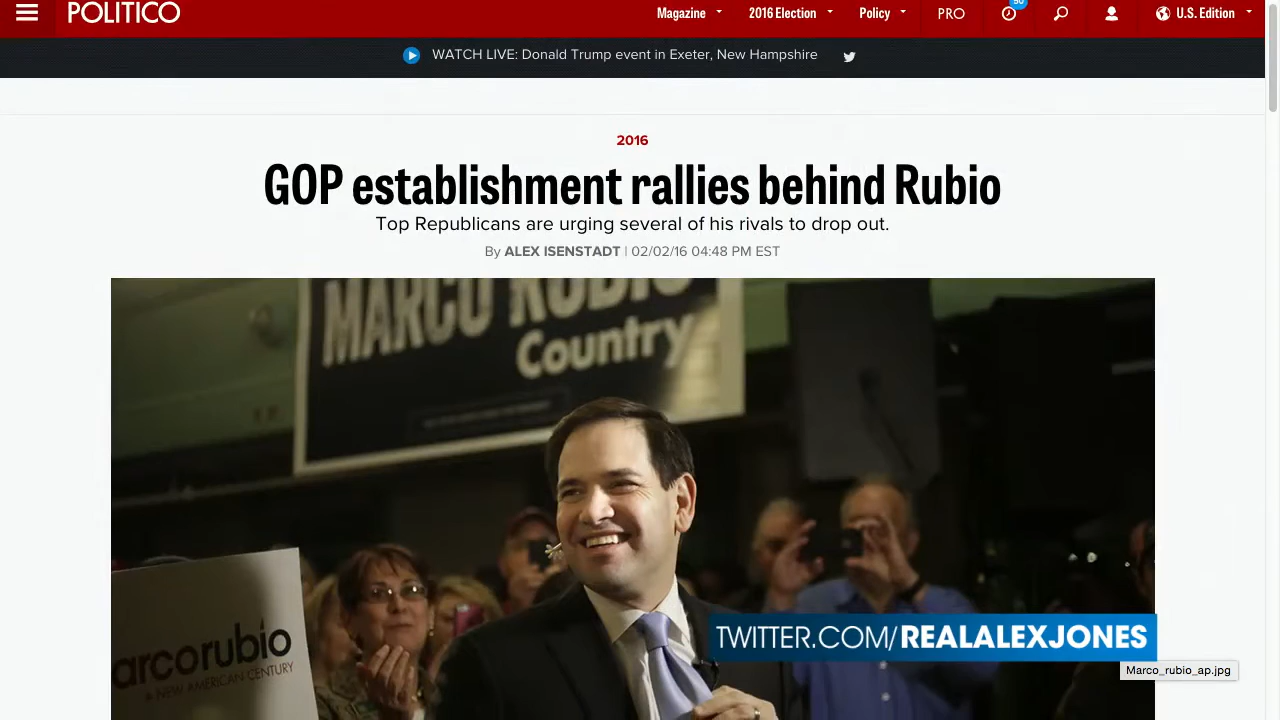 POLITICO
Magazine 2016 Election Policy PRO 50 U.S. Edition
WATCH LIVE: Donald Trump event in Exeter, New Hampshire
2016
GOP establishment rallies behind Rubio
Top Republicans are urging several of his rivals to drop out.
By ALEX ISENSTADT | 02/02/16 04:48 PM EST
MARCO RUBIO
Country
arcorubio
A NEW AMERICAN CENTURY
TWITTER.COM/REALALEXJONES
Marco_rubio_ap.jpg